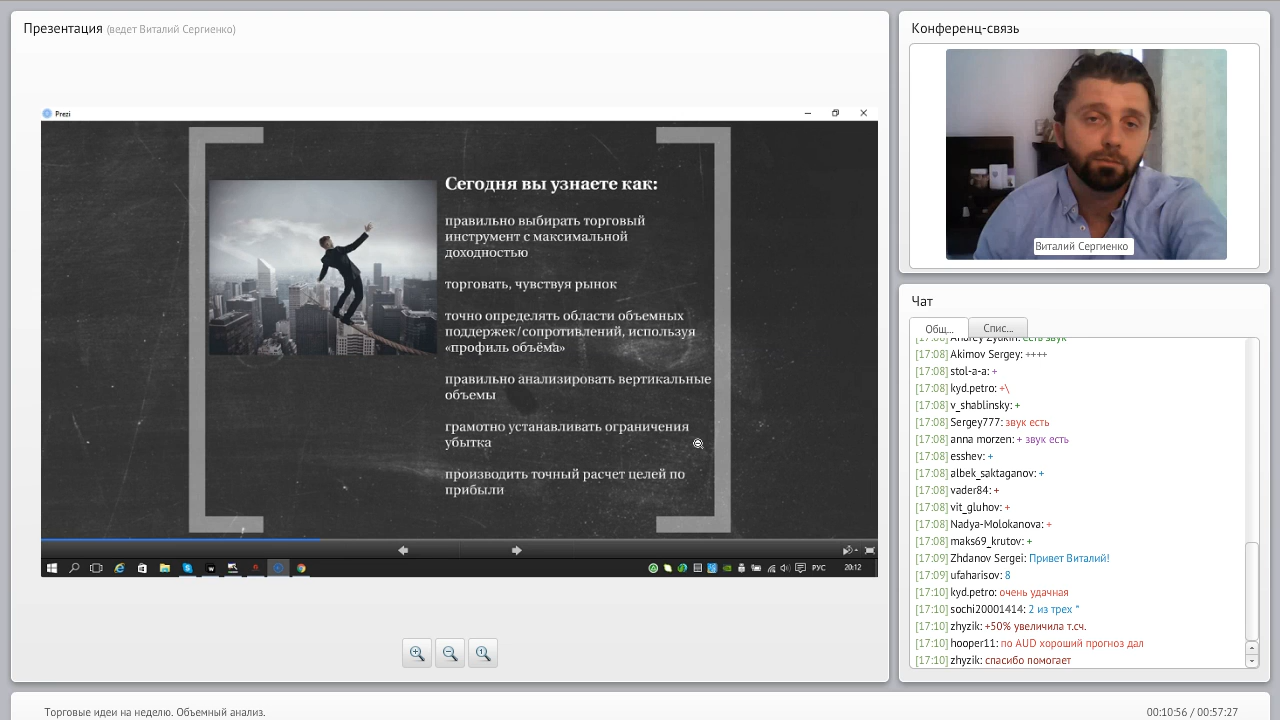 Презентация (ведет Виталий Сергиенко)
Prezi
Сегодня вы узнаете как:
правильно выбирать торговый
инструмент с максимальной
доходностью
торговать, чувствуя рынок
точно определять области объемных
поддержек/сопротивлений, используя
«профиль объёма»
правильно анализировать вертикальные
объемы
грамотно устанавливать ограничения
убытка
производить точный расчет целей по
прибыли
РУС 20:12
Торговые идеи на неделю. Объемный анализ.
Конференц-связь
Виталий Сергиенко
Чат
Общ... Спис...
[17:08] Andrey Zyukin: есть звук
[17:08] Akimov Sergey: ++++
[17:08] stol-a-a: +
[17:08] kyd.petro: +\
[17:08] v_shablinsky: +
[17:08] Sergey777: звук есть
[17:08] anna morzen: + звук есть
[17:08] esshev: +
[17:08] albek_saktaganov: +
[17:08] vader84: +
[17:08] vit_gluhov: +
[17:08] Nadya-Molokanova: +
[17:08] maks69_krutov: +
[17:09] Zhdanov Sergei: Привет Виталий!
[17:09] ufaharisov: 8
[17:10] kyd.petro: очень удачная
[17:10] sochi20001414: 2 из трех *
[17:10] zhyzik: +50% увеличила т.сч.
[17:10] hooper11: по AUD хороший прогноз дал
[17:10] zhyzik: спасибо помогает
00:10:56 / 00:57:27